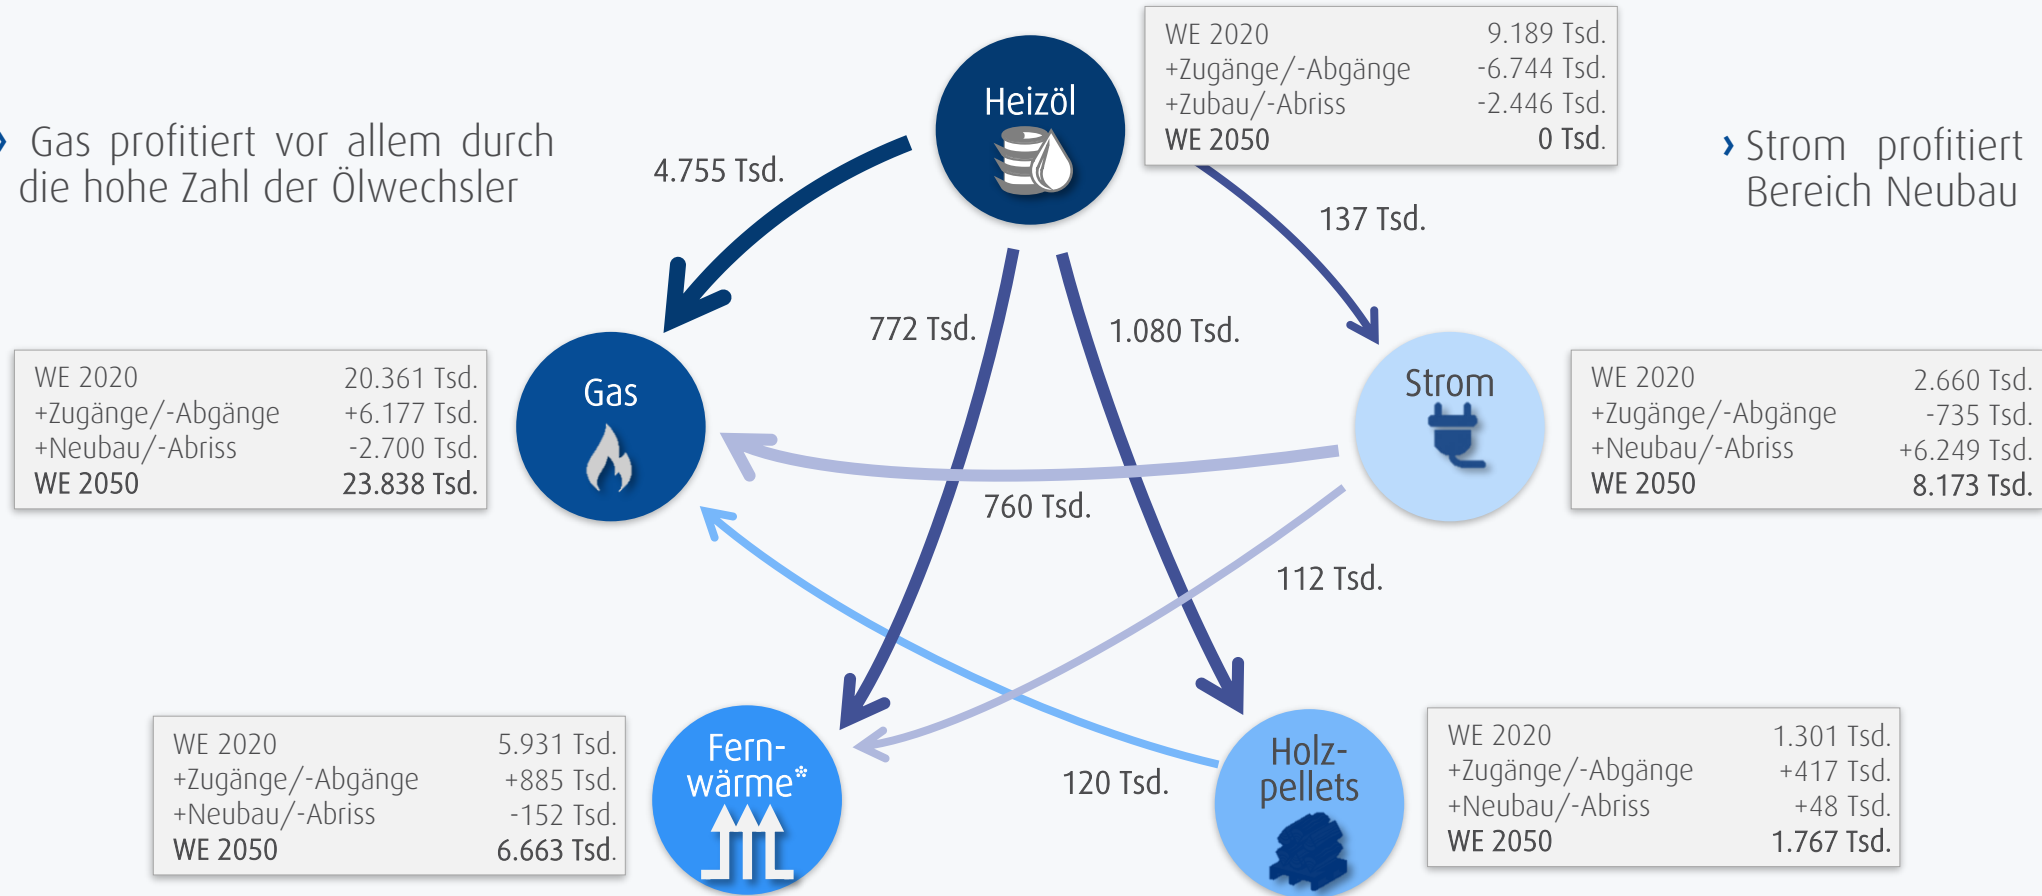 WE 2020 9.189 Tsd.
+Zugänge/-Abgänge -6.744 Tsd.
+Zubau/-Abriss -2.446 Tsd.
WE 2050 0 Tsd.
Heizöl
› Gas profitiert vor allem durch
die hohe Zahl der Ölwechsler
› Strom profitiert
Bereich Neubau
4.755 Tsd.
137 Tsd.
772 Tsd.
1.080 Tsd.
WE 2020 20.361 Tsd.
+Zugänge/-Abgänge +6.177 Tsd.
+Neubau/-Abriss -2.700 Tsd.
WE 2050 23.838 Tsd.
Gas
Strom
WE 2020 2.660 Tsd.
+Zugänge/-Abgänge -735 Tsd.
+Neubau/-Abriss +6.249 Tsd.
WE 2050 8.173 Tsd.
760 Tsd.
112 Tsd.
120 Tsd.
WE 2020 5.931 Tsd.
+Zugänge/-Abgänge +885 Tsd.
+Neubau/-Abriss -152 Tsd.
WE 2050 6.663 Tsd.
Fern-
wärme*
Holz-
pellets
WE 2020 1.301 Tsd.
+Zugänge/-Abgänge +417 Tsd.
+Neubau/-Abriss +48 Tsd.
WE 2050 1.767 Tsd.